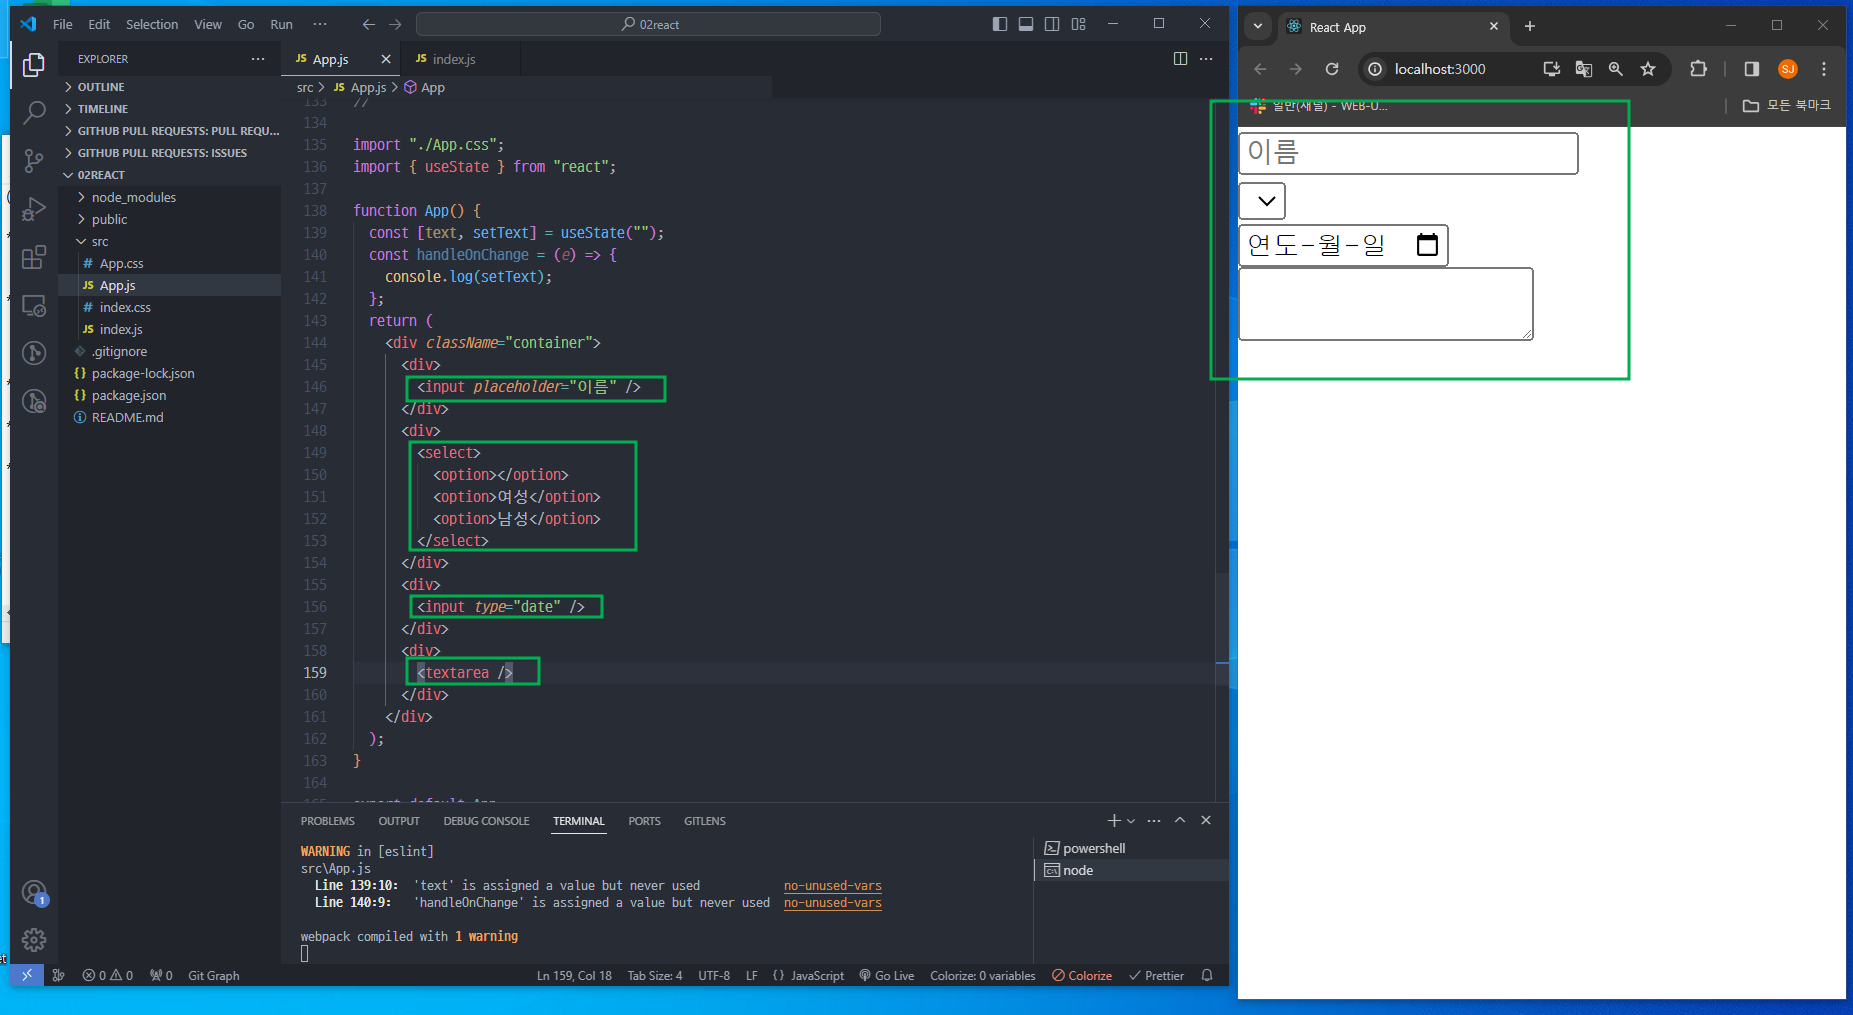 File Edit Selection View Go Run ... 02react
EXPLORER
OUTLINE
TIMELINE
GITHUB PULL REQUESTS: PULL REQU...
GITHUB PULL REQUESTS: ISSUES
02REACT
node_modules
public
src
# App.css
JS App.js
# index.css
JS index.js
.gitignore
{} package-lock.json
{} package.json
README.md
1
JS App.js
JS index.js
src > JS App.js > App
133 //
134
135 import "./App.css";
136 import { useState } from "react";
137
138 function App() {
139 const [text, setText] = useState("");
140 const handleOnChange = (e) => {
141 console.log(setText);
142 };
143 return (
144 <div className="container">
145 <div>
146 <input placeholder="이름" />
147 </div>
148 <div>
149 <select>
150 <option></option>
151 <option>여성</option>
152 <option>남성</option>
153 </select>
154 </div>
155 <div>
156 <input type="date" />
157 </div>
158 <div>
159 <textarea />
160 </div>
161 </div>
162 );
163 }
164
165 export default App
PROBLEMS OUTPUT DEBUG CONSOLE TERMINAL PORTS GITLENS
WARNING in [eslint]
src\App.js
Line 139:10: 'text' is assigned a value but never used no-unused-vars
Line 140:9: 'handleOnChange' is assigned a value but never used no-unused-vars
webpack compiled with 1 warning
powershell
node
0 0 0 Git Graph Ln 159, Col 18 Tab Size: 4 UTF-8 LF {} JavaScript Go Live Colorize: 0 variables Colorize Prettier
React App
localhost:3000 SJ
일반(채널) - WEB-U... 모든 북마크
이름
연도-월-일